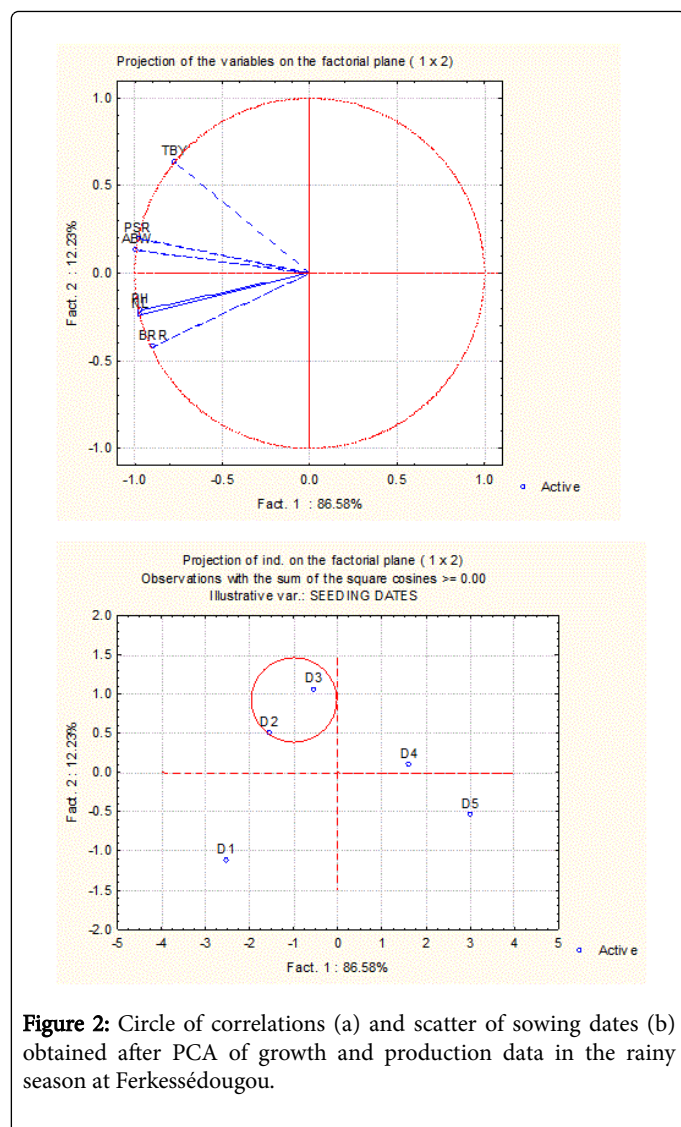 Projection of the variables on the factorial plane ( 1 x 2)
1.0
TBY
0.5
PSR
ABW
0.0
PH
BRR
-0.5
-1.0
Fact. 2 : 12.23%
-1.0 -0.5 0.0 0.5 1.0
Active
Fact. 1 : 86.58%
Projection of ind. on the factorial plane ( 1 x 2)
Observations with the sum of the square cosines >= 0.00
Illustrative var.: SEEDING DATES
2.0
1.5
D3
1.0
D2
0.5
D4
0.0
D5
-0.5
D1
-1.0
-1.5
-2.0
Fact. 2 : 12.23%
-5 -4 -3 -2 -1 0 1 2 3 4 5
Active
Fact. 1 : 86.58%
Figure 2: Circle of correlations (a) and scatter of sowing dates (b)
obtained after PCA of growth and production data in the rainy
season at Ferkessédougou.